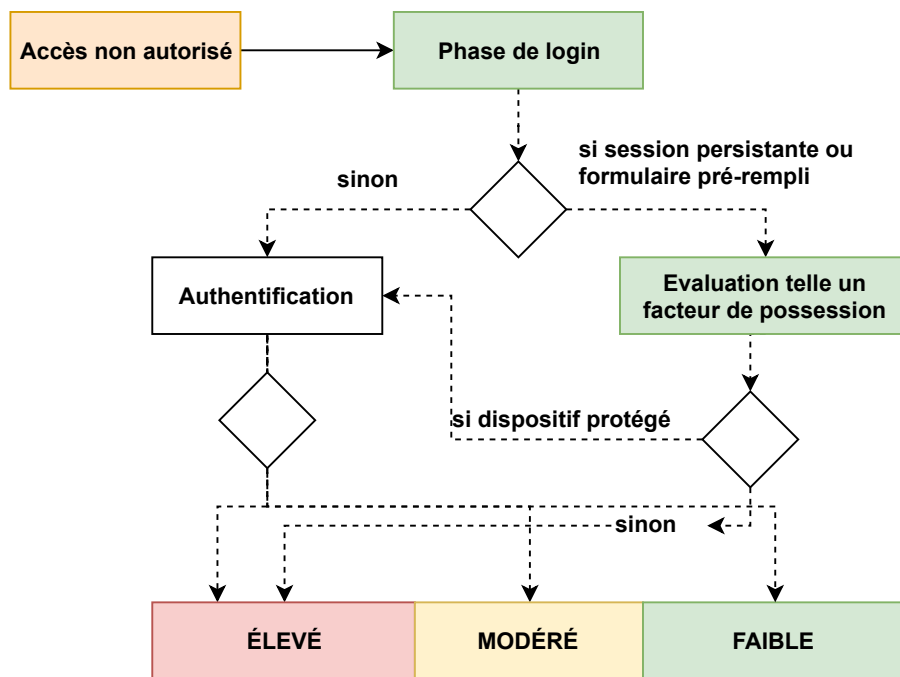 Accès non autorisé
Phase de login
si session persistante ou
formulaire pré-rempli
sinon
Authentification
Evaluation telle un
facteur de possession
si dispositif protégé
sinon
ÉLEVÉ
MODÉRÉ
FAIBLE